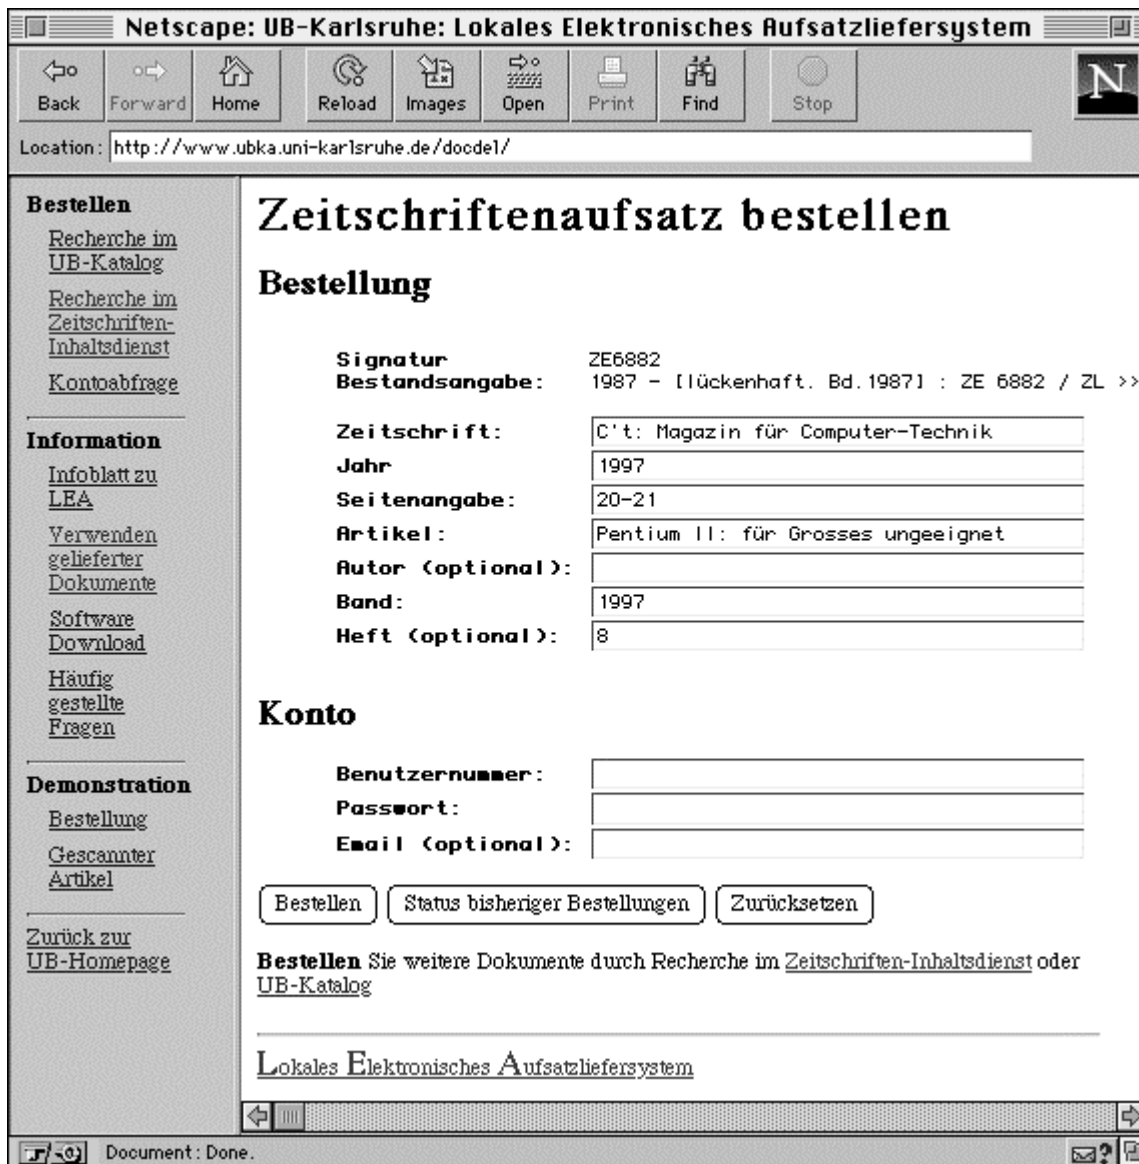 Netscape: UB-Karlsruhe: Lokales Elektronisches Aufsatzliefersystem
Back Forward Home Reload Images Open Print Find Stop
N
Location: http://www.ubka.uni-karlsruhe.de/docdel/
Bestellen
Recherche im
UB-Katalog
Recherche im
Zeitschriften-
Inhaltsdienst
Kontoabfrage
Information
Infoblatt zu
LEA
Verwenden
gelieferter
Dokumente
Software
Download
Häufig
gestellte
Fragen
Demonstration
Bestellung
Gescannter
Artikel
Zurück zur
UB-Homepage
Zeitschriftenaufsatz bestellen
Bestellung
Signatur ZE6882
Bestandsangabe: 1987 - [lückenhaft. Bd.1987] : ZE 6882 / ZL >>
Zeitschrift: C't: Magazin für Computer-Technik
Jahr 1997
Seitenangabe: 20-21
Artikel: Pentium II: für Grosses ungeeignet
Autor (optional):
Band: 1997
Heft (optional): 8
Konto
Benutzernummer:
Passwort:
Email (optional):
Bestellen Status bisheriger Bestellungen Zurücksetzen
Bestellen Sie weitere Dokumente durch Recherche im Zeitschriften-Inhaltsdienst oder
UB-Katalog
Lokales Elektronisches Aufsatzliefersystem
Document: Done.
?